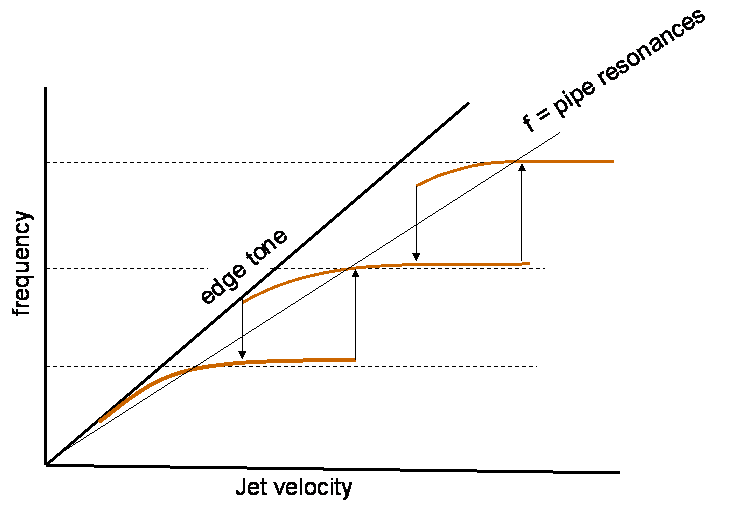 f = pipe resonances
edge tone
frequency
Jet velocity